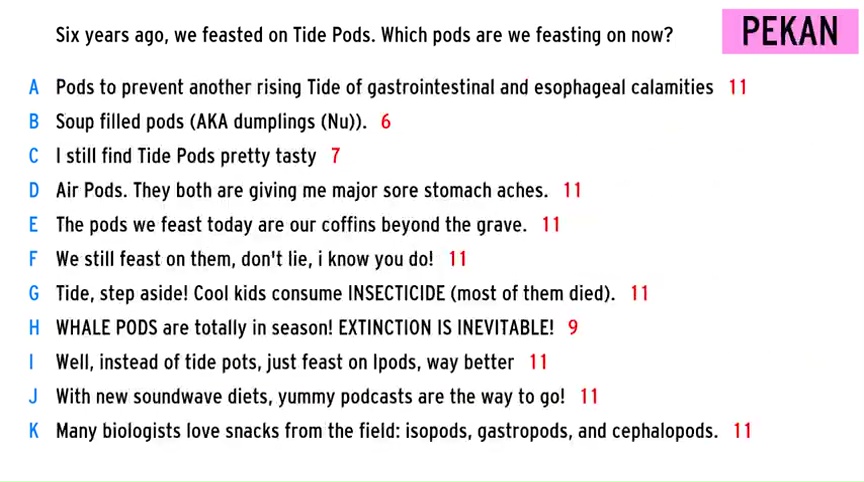 Six years ago, we feasted on Tide Pods. Which pods are we feasting on now?
PEKAN
A Pods to prevent another rising Tide of gastrointestinal and esophageal calamities 11
B Soup filled pods (AKA dumplings (Nu)). 6
C I still find Tide Pods pretty tasty 7
D Air Pods. They both are giving me major sore stomach aches. 11
E The pods we feast today are our coffins beyond the grave. 11
F We still feast on them, don't lie, i know you do! 11
G Tide, step aside! Cool kids consume INSECTICIDE (most of them died). 11
H WHALE PODS are totally in season! EXTINCTION IS INEVITABLE! 9
I Well, instead of tide pots, just feast on Ipods, way better 11
J With new soundwave diets, yummy podcasts are the way to go! 11
K Many biologists love snacks from the field: isopods, gastropods, and cephalopods. 11